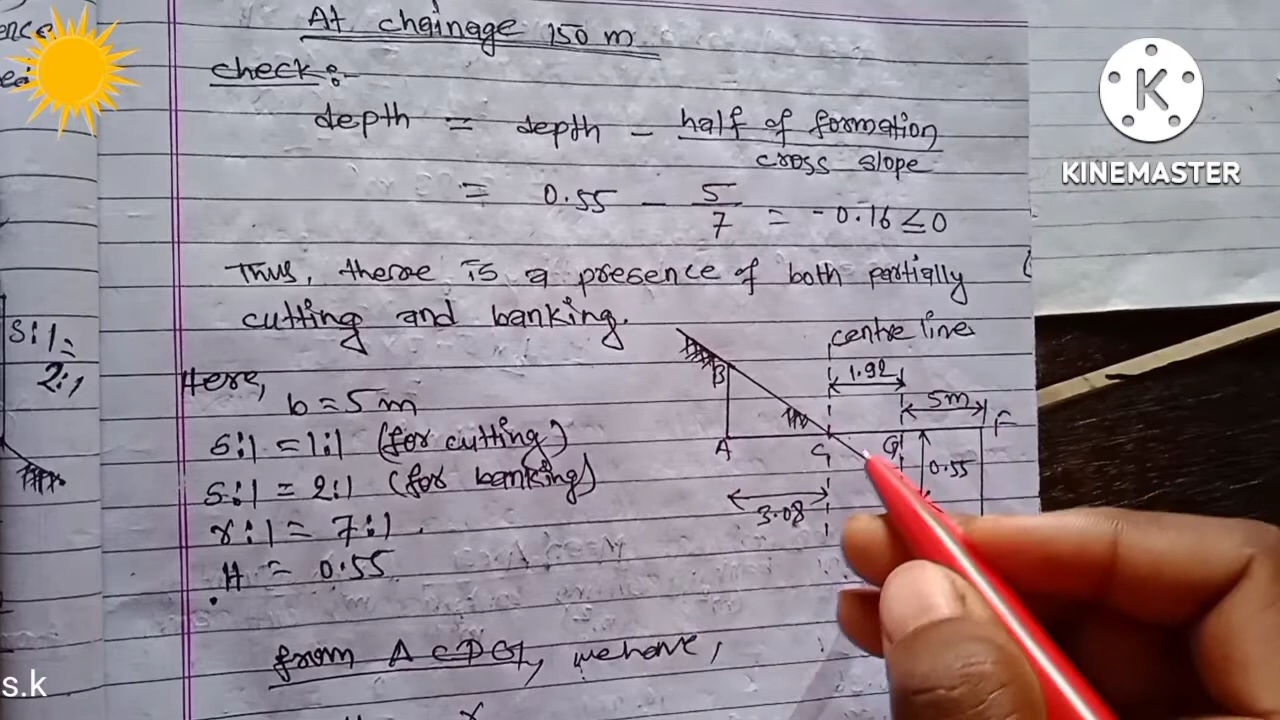 At chainage 150 m
check:-
depth = depth - half of formation / cross slope
= 0.55 - 5/7 = -0.16 ≤ 0
Thus, there is a presence of both partially
cutting and banking.
Here,
b = 5 m
s:1 = 1:1 (for cutting)
s:1 = 2:1 (for banking)
r:1 = 7:1
H = 0.55
centre line
1.92
5m
B
A
C
G
F
0.55
3.08
from Δ CDG, we have,
s:1 =
2:1
K
KINEMASTER
s.k